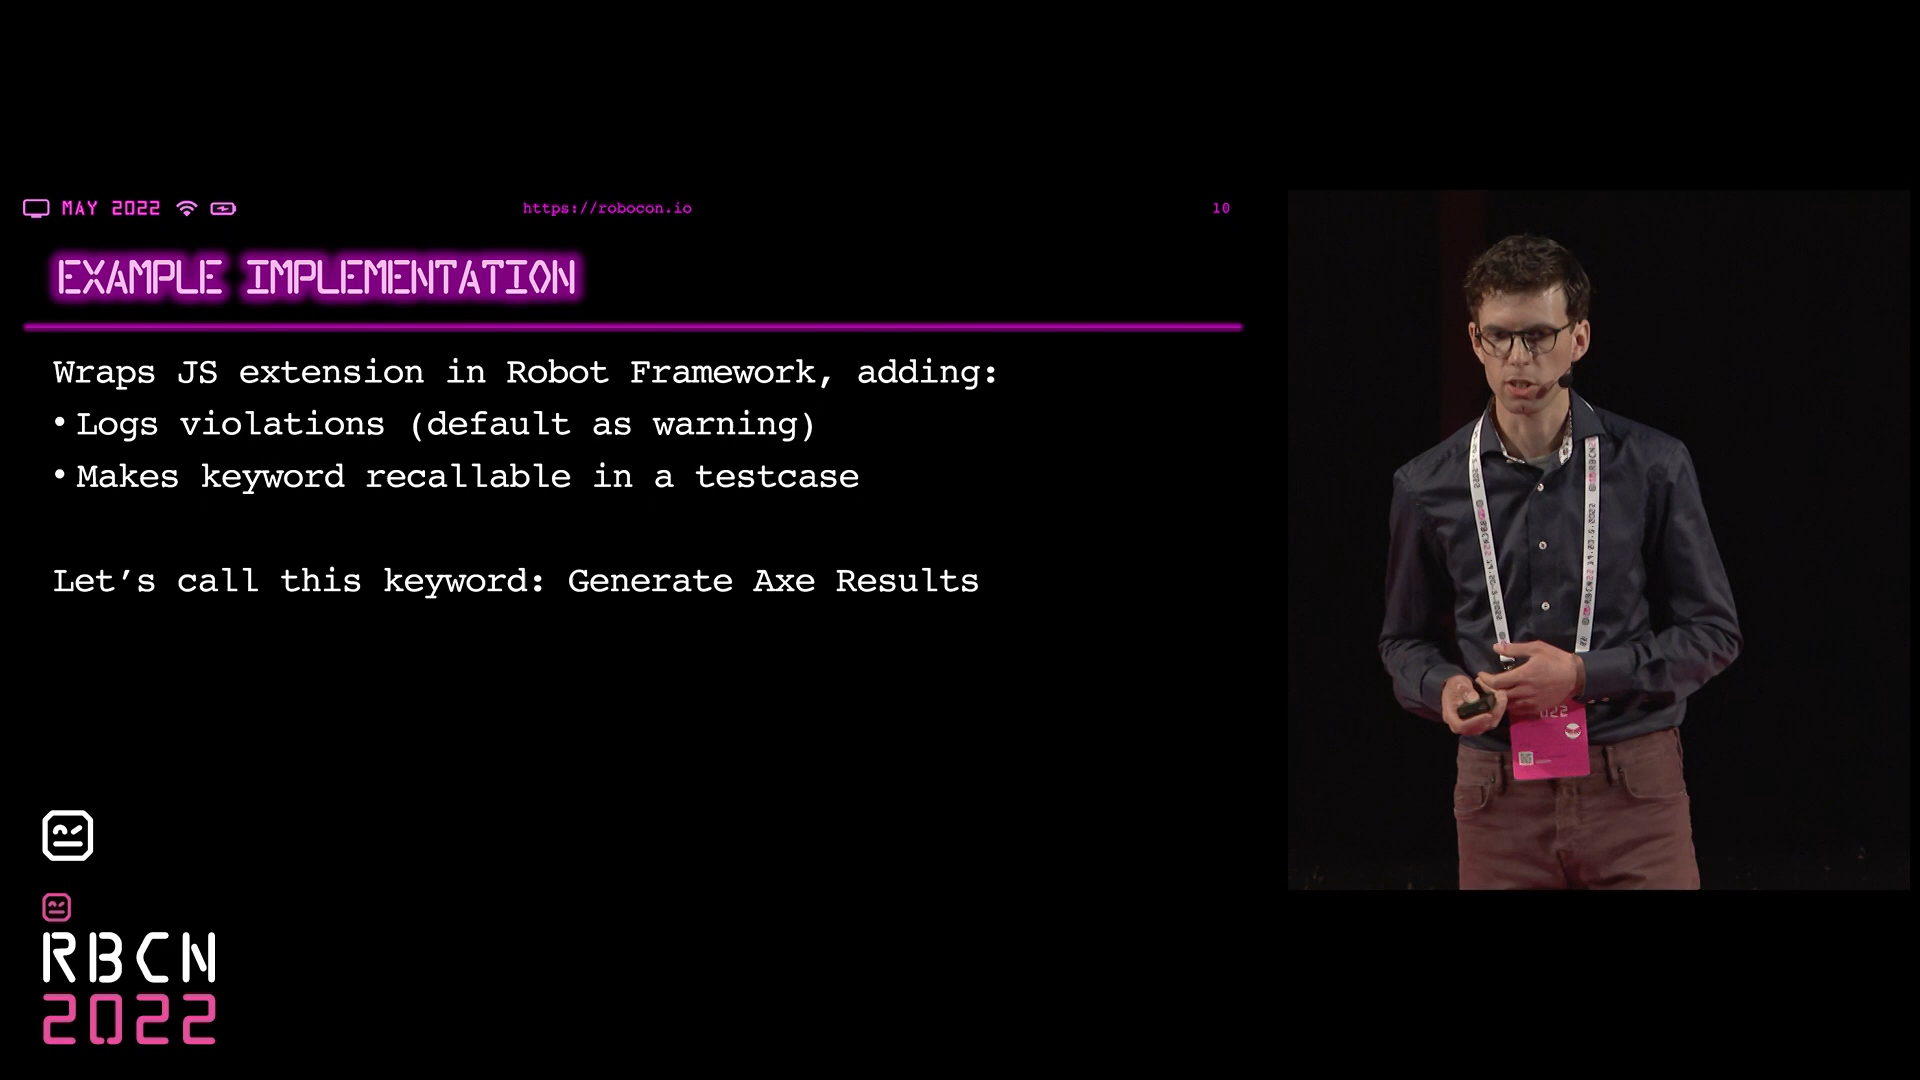 MAY 2022
https://robocon.io
10
EXAMPLE IMPLEMENTATION
Wraps JS extension in Robot Framework, adding:
• Logs violations (default as warning)
• Makes keyword recallable in a testcase
Let’s call this keyword: Generate Axe Results
RBCN
2022